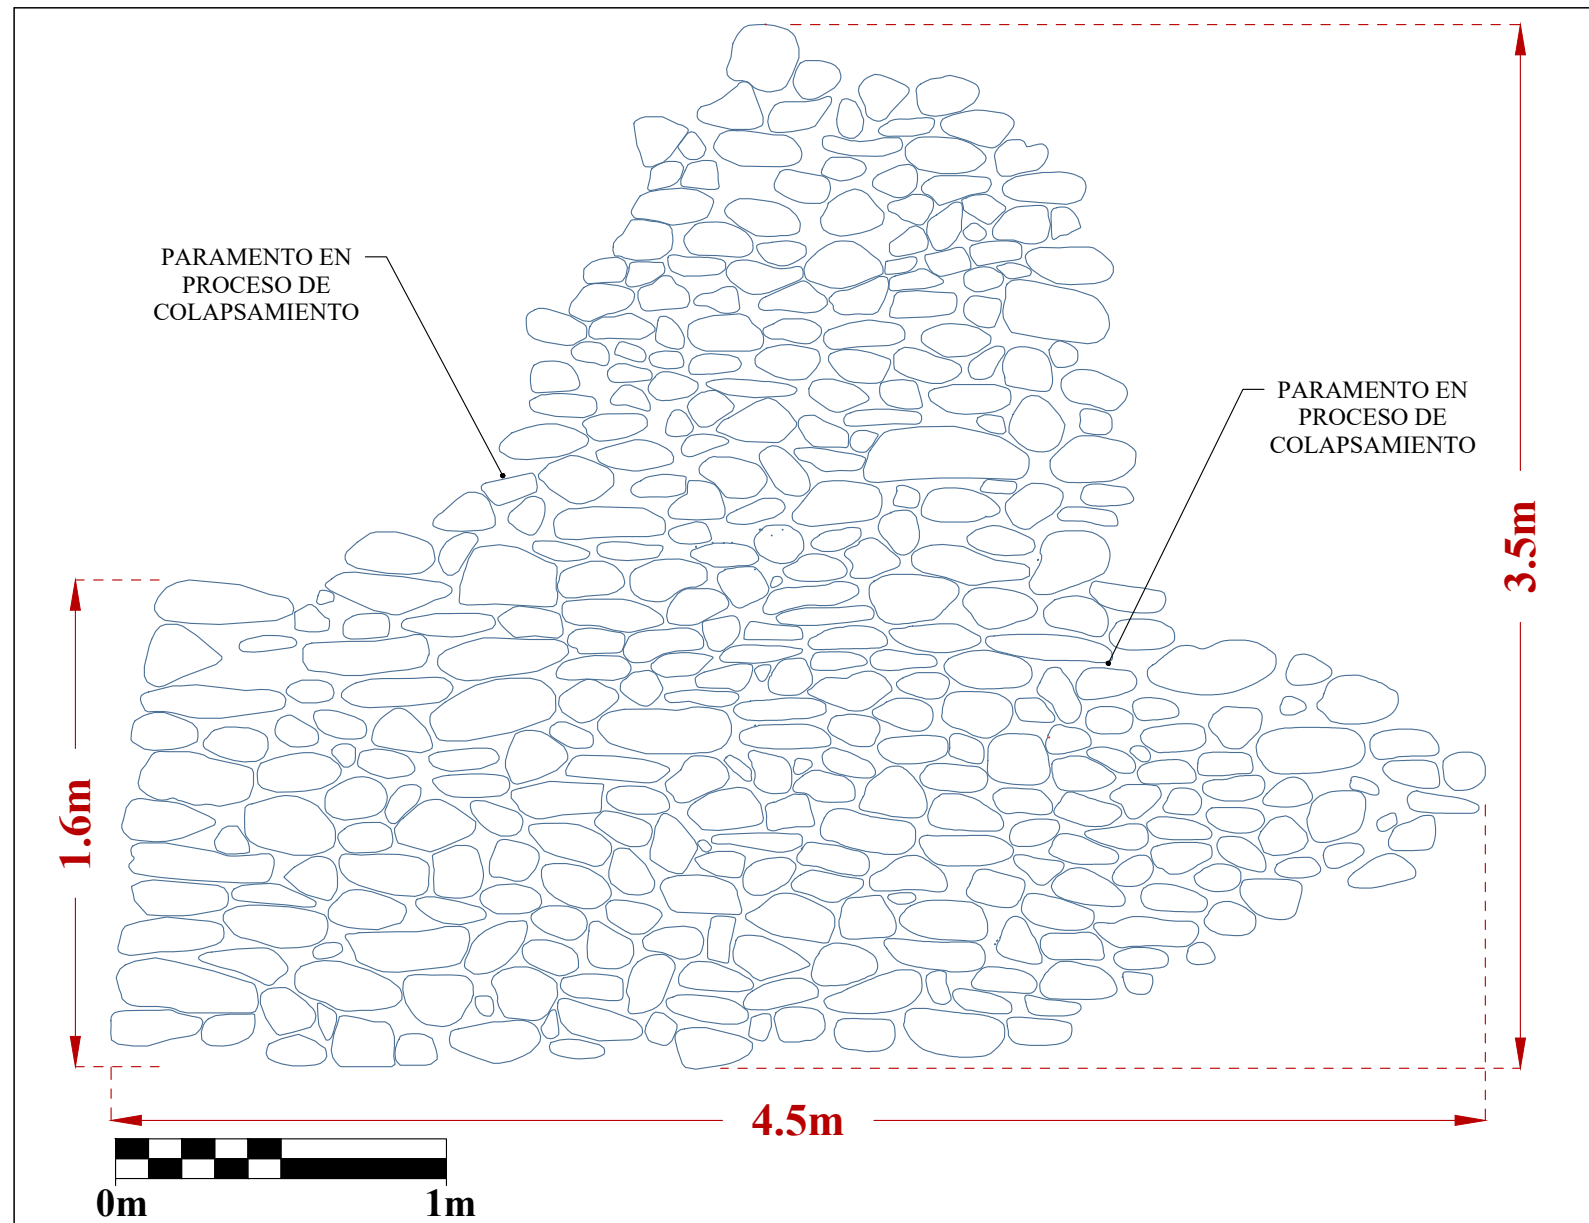 PARAMENTO EN
PROCESO DE
COLAPSAMIENTO
PARAMENTO EN
PROCESO DE
COLAPSAMIENTO
3.5m
1.6m
4.5m
0m 1m